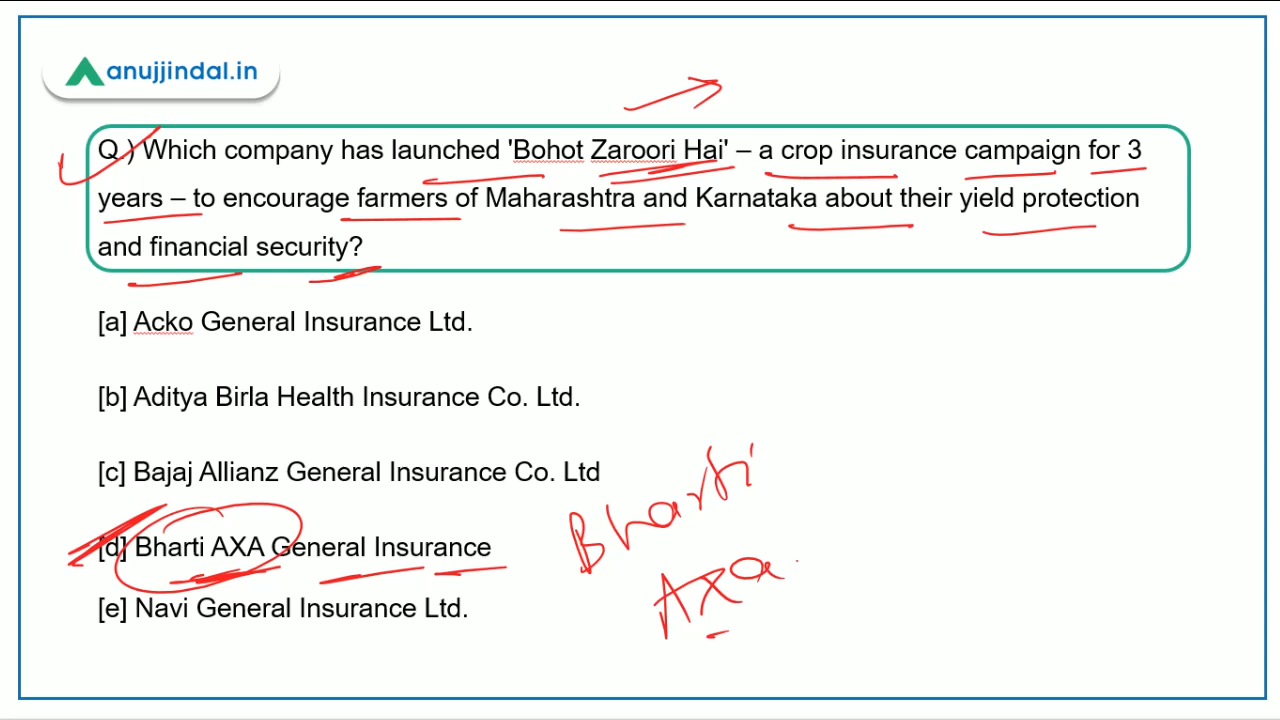 anujjindal.in
Q.) Which company has launched 'Bohot Zaroori Hai' – a crop insurance campaign for 3
years – to encourage farmers of Maharashtra and Karnataka about their yield protection
and financial security?
[a] Acko General Insurance Ltd.
[b] Aditya Birla Health Insurance Co. Ltd.
[c] Bajaj Allianz General Insurance Co. Ltd
[d] Bharti AXA General Insurance
[e] Navi General Insurance Ltd.
Bharti
AXa